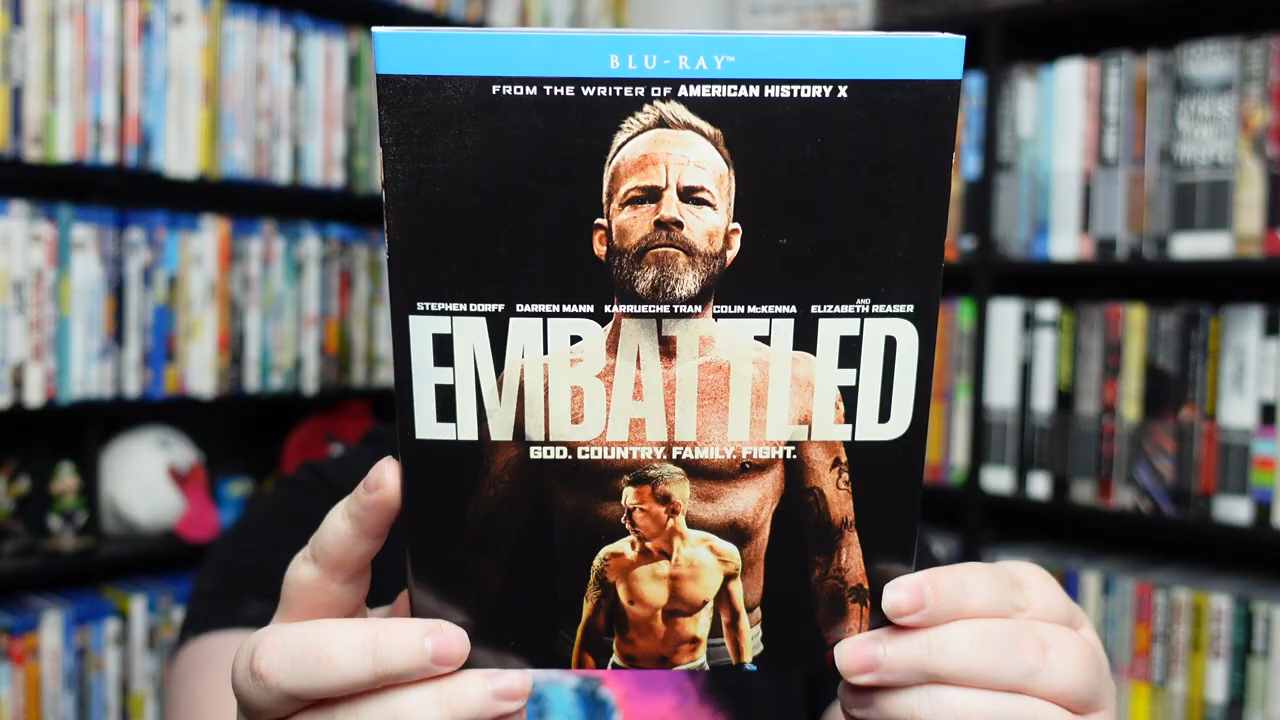 BLU-RAY™
FROM THE WRITER OF AMERICAN HISTORY X
STEPHEN DORFF DARREN MANN KARRUECHE TRAN COLIN McKENNA AND ELIZABETH REASER
EMBATTLED
GOD. COUNTRY. FAMILY. FIGHT.